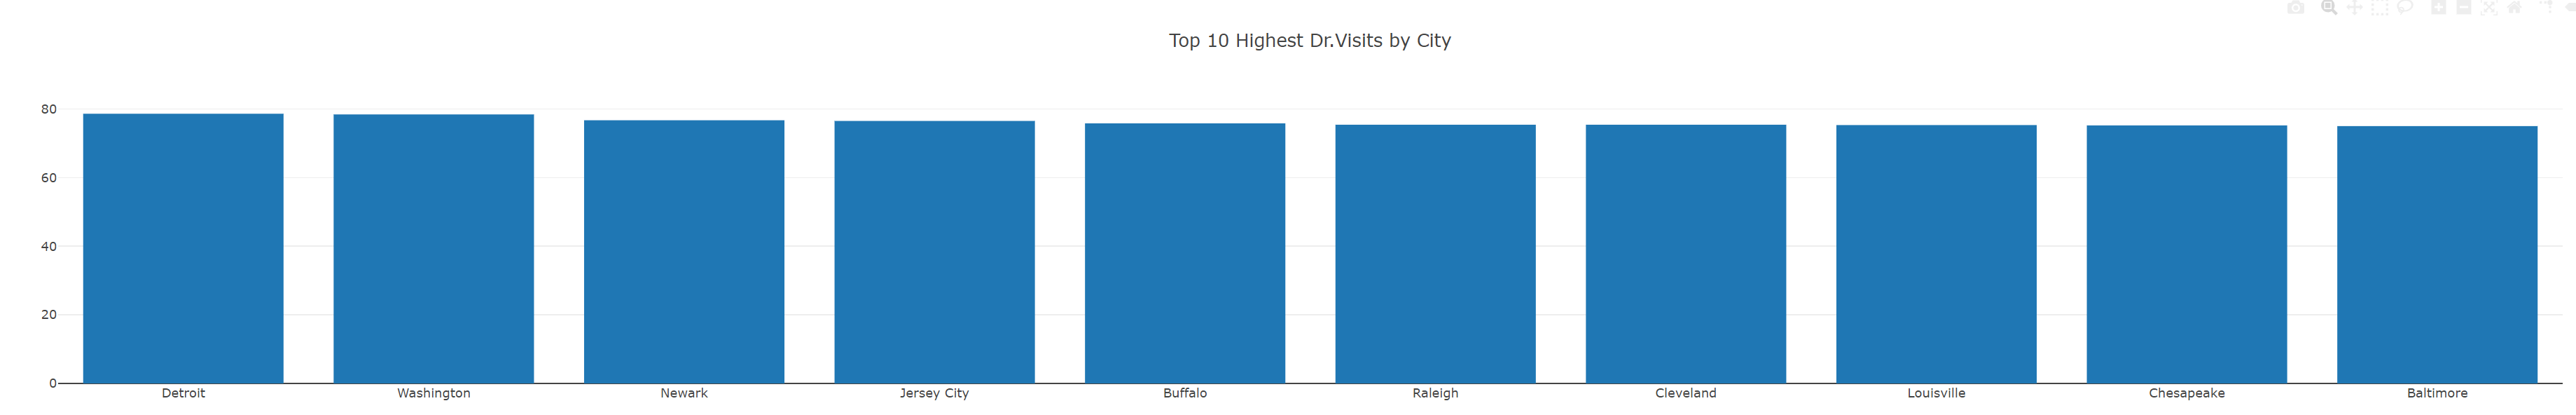 Top 10 Highest Dr.Visits by City
80
60
40
20
0
Detroit Washington Newark Jersey City Buffalo Raleigh Cleveland Louisville Chesapeake Baltimore